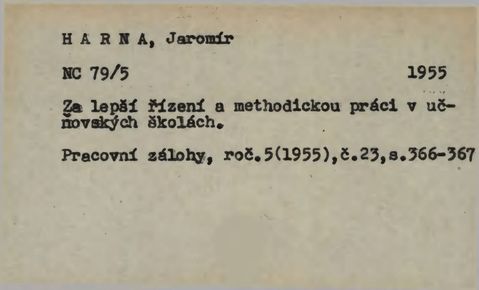 H A R N A, Jaromír
NC 79/5 1955
Za lepší řízení a methodickou práci v uč-
ňovských školách.
Pracovní zálohy, roč.5(1955),č.23,s.366-367